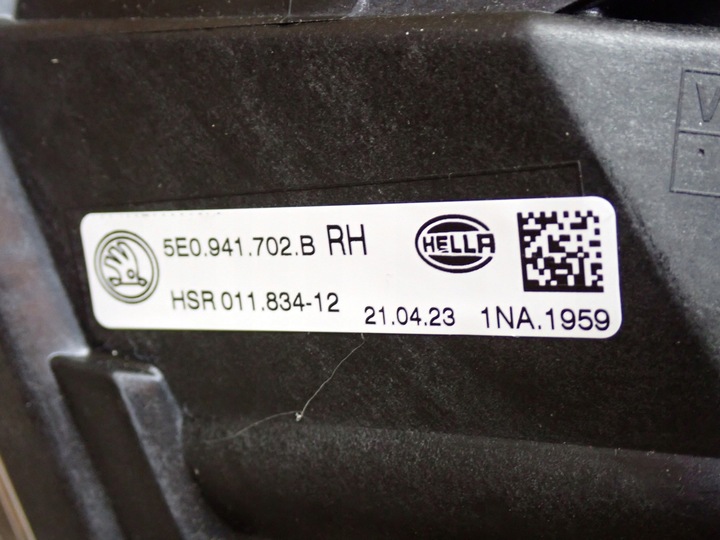 5E0.941.702.B RH
HELLA
HSR 011.834-12
21.04.23 1NA.1959